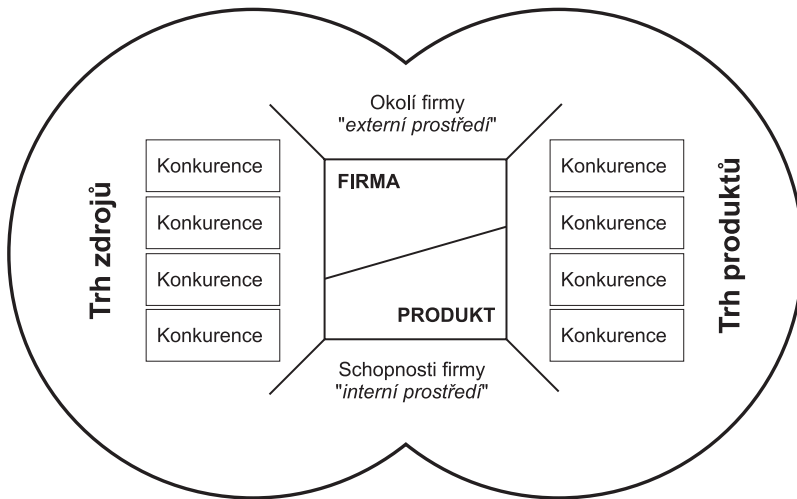 Okolí firmy
"externí prostředí"
Trh zdrojů
Konkurence
Konkurence
Konkurence
Konkurence
FIRMA
PRODUKT
Konkurence
Konkurence
Konkurence
Konkurence
Trh produktů
Schopnosti firmy
"interní prostředí"